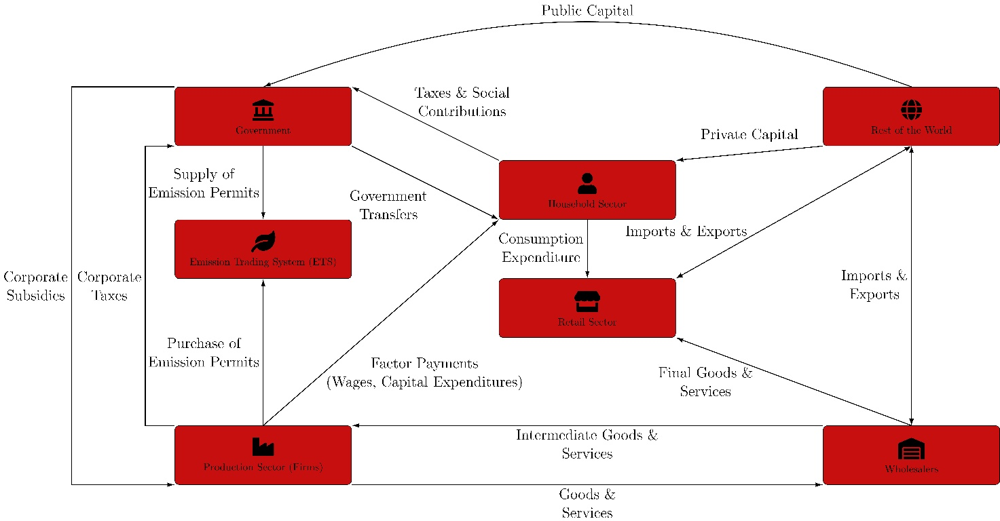 Public Capital
Taxes & Social
Contributions
Government
Rest of the World
Private Capital
Supply of
Emission Permits
Government
Transfers
Household Sector
Consumption
Expenditure
Imports & Exports
Emission Trading System (ETS)
Corporate
Subsidies
Corporate
Taxes
Imports &
Exports
Retail Sector
Purchase of
Emission Permits
Factor Payments
(Wages, Capital Expenditures)
Final Goods &
Services
Intermediate Goods &
Services
Production Sector (Firms)
Wholesalers
Goods &
Services